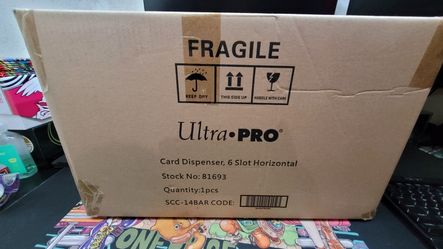 FRAGILE
KEEP DRY
THIS SIDE UP
HANDLE WITH CARE
Ultra•PRO®
Card Dispenser, 6 Slot Horizontal
Stock No: 81693
Quantity:1pcs
SCC-14BAR CODE: